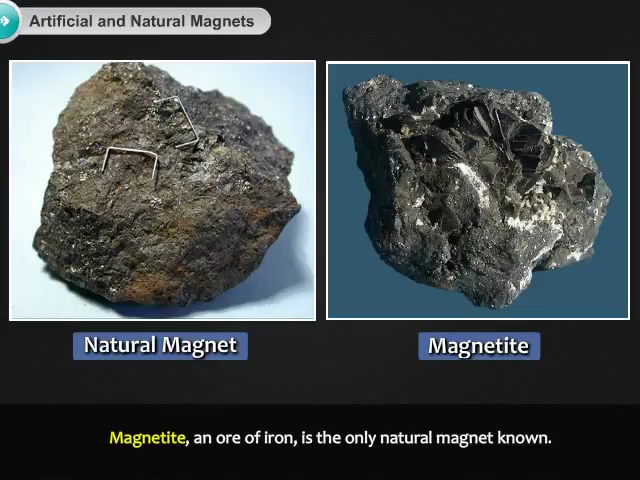 Artificial and Natural Magnets
Natural Magnet
Magnetite
Magnetite, an ore of iron, is the only natural magnet known.